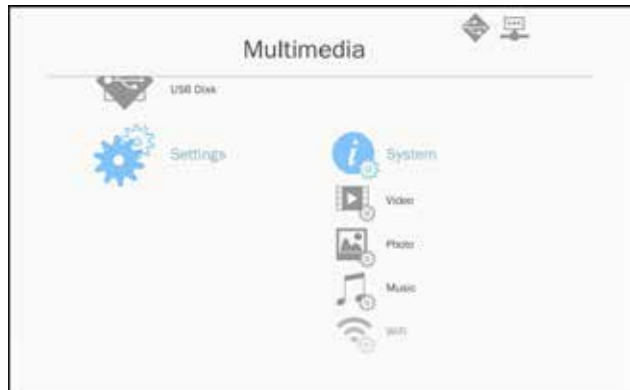 Multimedia
USB Disk
Settings
System
Video
Photo
Music
Wifi